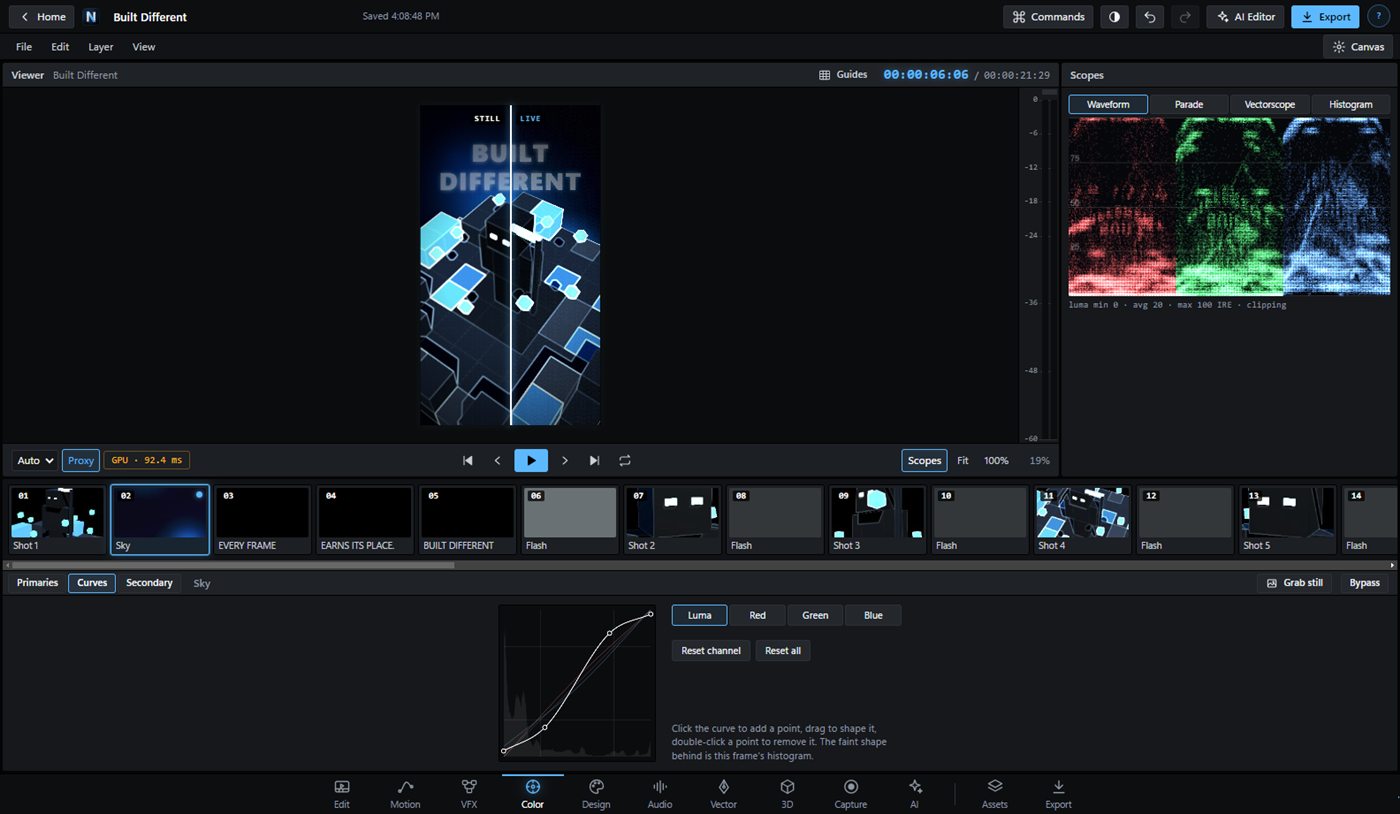 Home
N
Built Different
Saved 4:08:48 PM
Commands
AI Editor
Export
?
File
Edit
Layer
View
Canvas
Viewer
Built Different
Guides
00:00:06:06 / 00:00:21:29
Scopes
STILL
LIVE
BUILT
DIFFERENT
0
-6
-12
-18
-24
-36
-48
-60
Waveform
Parade
Vectorscope
Histogram
75
50
25
luma min 0 · avg 20 · max 100 IRE · clipping
Auto
Proxy
GPU · 92.4 ms
Scopes
Fit
100%
19%
01
Shot 1
02
Sky
03
EVERY FRAME
04
EARNS ITS PLACE.
05
BUILT DIFFERENT
06
Flash
07
Shot 2
08
Flash
09
Shot 3
10
Flash
11
Shot 4
12
Flash
13
Shot 5
14
Flash
Primaries
Curves
Secondary
Sky
Grab still
Bypass
Luma
Red
Green
Blue
Reset channel
Reset all
Click the curve to add a point, drag to shape it,
double-click a point to remove it. The faint shape
behind is this frame's histogram.
Edit
Motion
VFX
Color
Design
Audio
Vector
3D
Capture
AI
Assets
Export